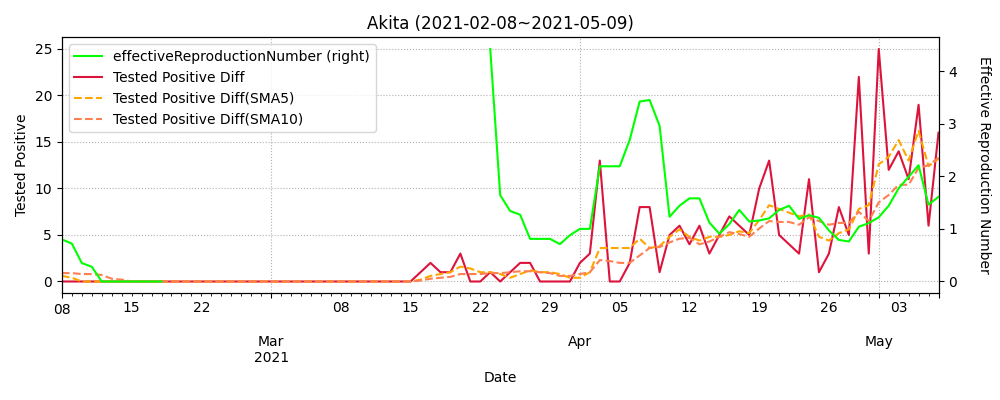 Akita (2021-02-08~2021-05-09)
effectiveReproductionNumber (right)
Tested Positive Diff
Tested Positive Diff(SMA5)
Tested Positive Diff(SMA10)
Tested Positive
25
20
15
10
5
0
Effective Reproduction Number
4
3
2
1
0
08 15 22 08 15 22 29 05 12 19 26 03
Mar Apr May
2021
Date